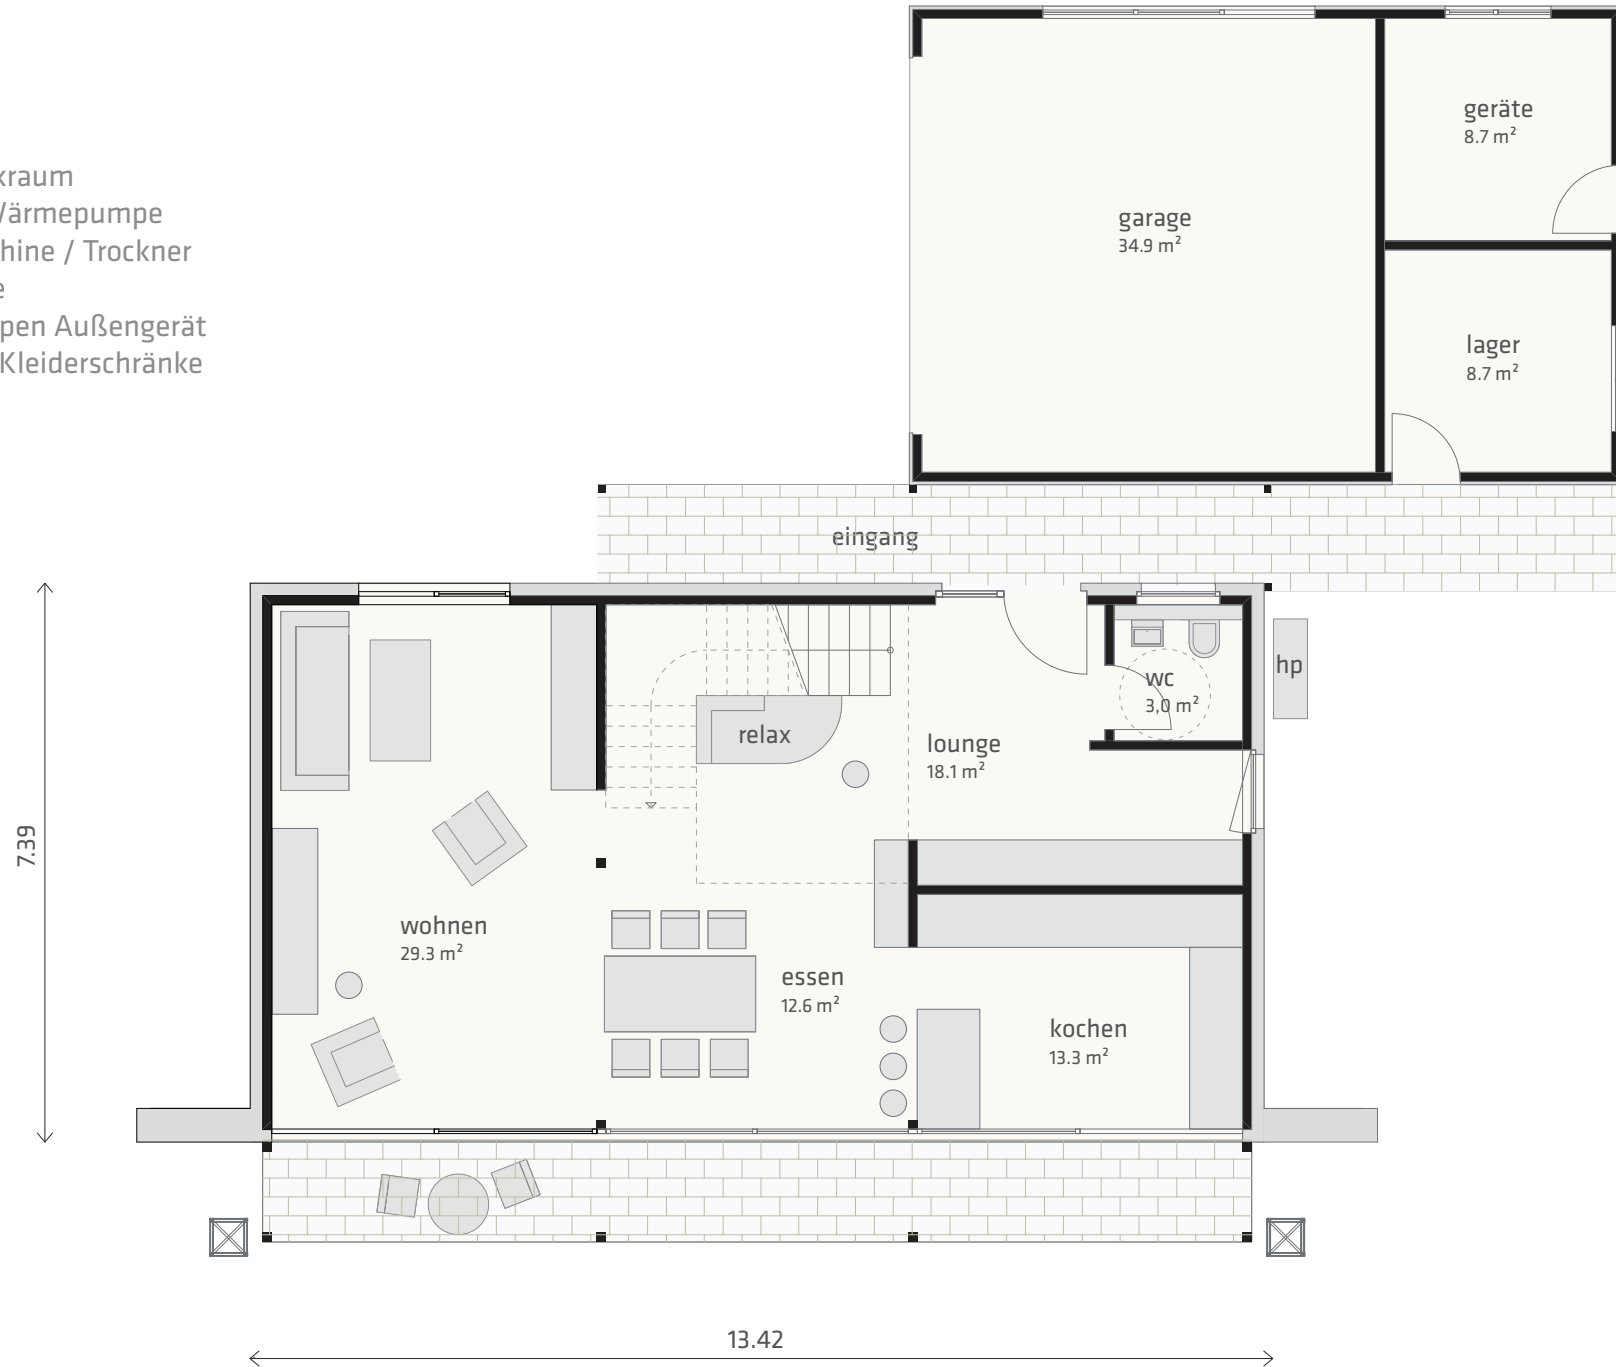 kraum
Wärmepumpe
hine / Trockner
e
pen Außengerät
Kleiderschränke
geräte
8.7 m²
garage
34.9 m²
lager
8.7 m²
eingang
hp
wc
3,0 m²
relax
lounge
18.1 m²
7.39
wohnen
29.3 m²
essen
12.6 m²
kochen
13.3 m²
13.42